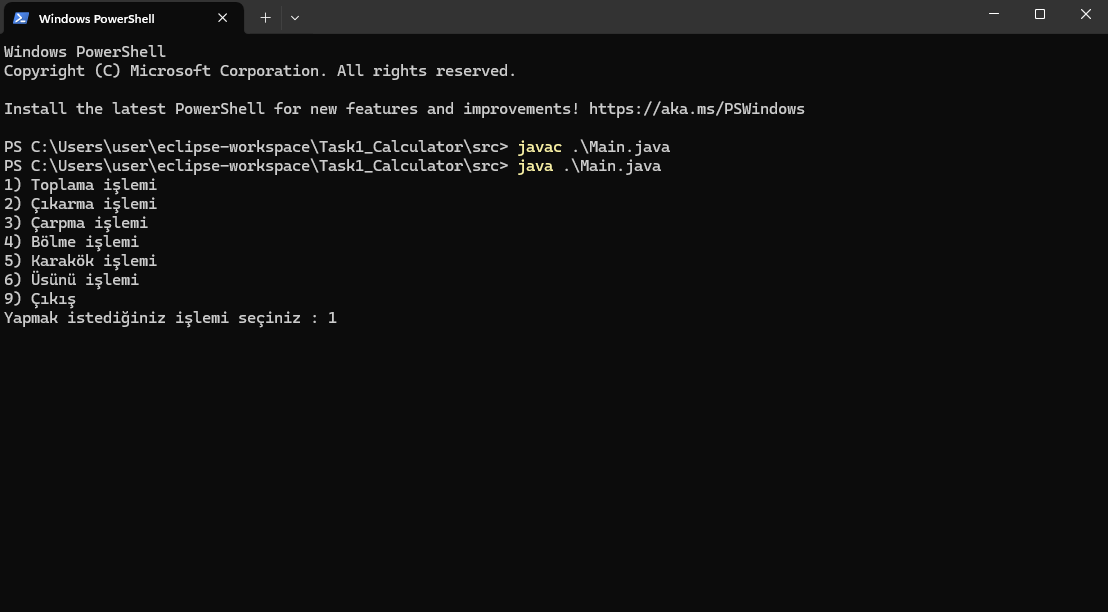 Windows PowerShell
Windows PowerShell
Copyright (C) Microsoft Corporation. All rights reserved.
Install the latest PowerShell for new features and improvements! https://aka.ms/PSWindows
PS C:\Users\user\eclipse-workspace\Task1_Calculator\src> javac .\Main.java
PS C:\Users\user\eclipse-workspace\Task1_Calculator\src> java .\Main.java
1) Toplama işlemi
2) Çıkarma işlemi
3) Çarpma işlemi
4) Bölme işlemi
5) Karakök işlemi
6) Üsünü işlemi
9) Çıkış
Yapmak istediğiniz işlemi seçiniz : 1